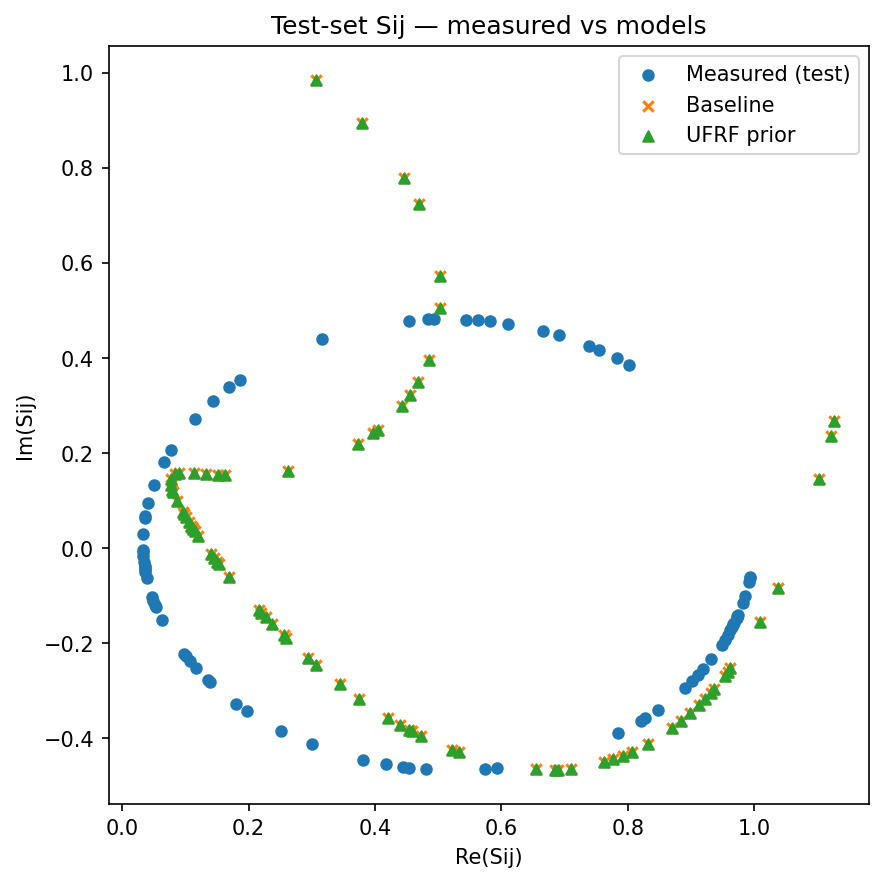 Test-set Sij — measured vs models
Measured (test)
Baseline
UFRF prior
1.0
0.8
0.6
0.4
0.2
0.0
−0.2
−0.4
Im(Sij)
0.0 0.2 0.4 0.6 0.8 1.0
Re(Sij)